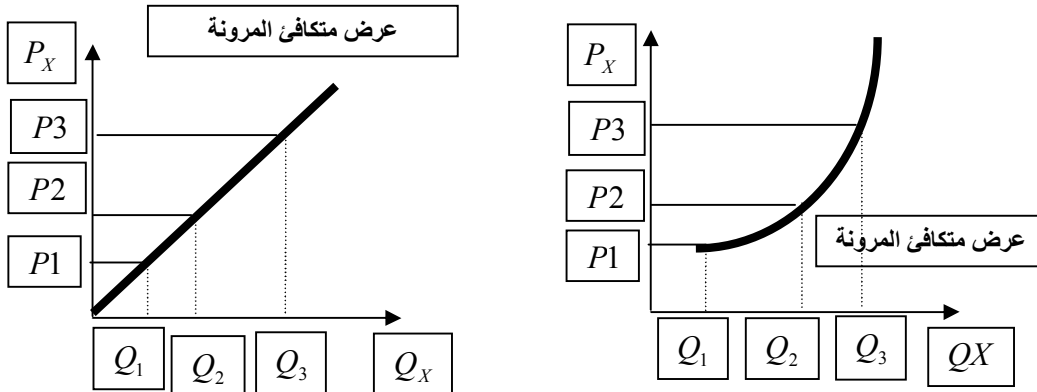 عرض متكافئ المرونة
P_X
P3
P2
P1
Q_1
Q_2
Q_3
Q_X
P_X
P3
P2
عرض متكافئ المرونة
P1
Q_1
Q_2
Q_3
QX